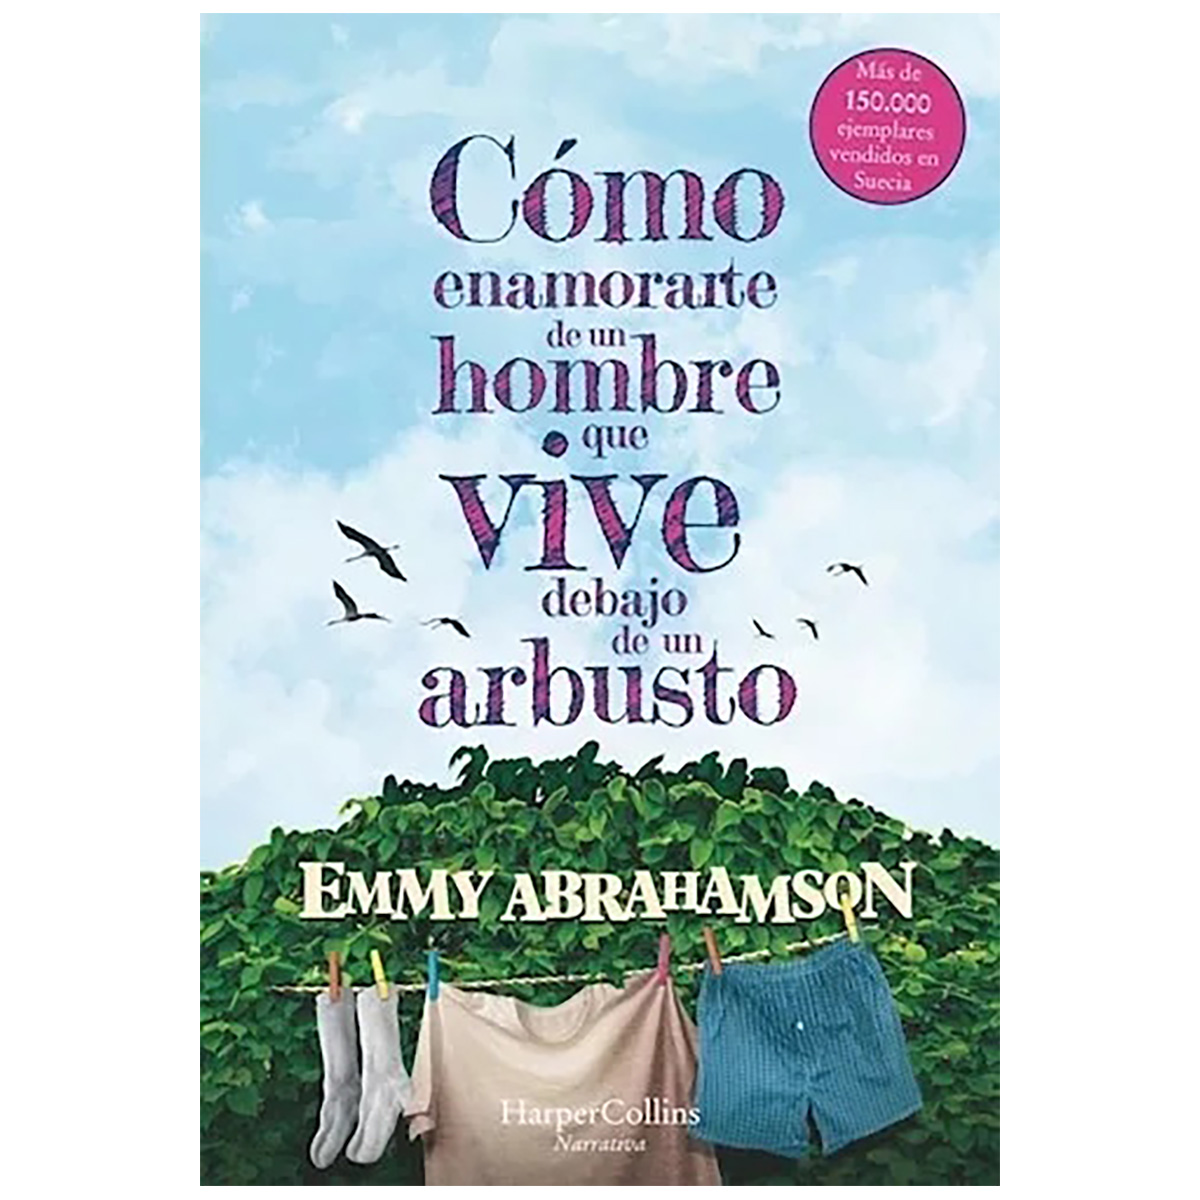 Más de
150.000
ejemplares
vendidos en
Suecia
Cómo
enamorarte
de un
hombre
que
vive
debajo
de un
arbusto
EMMY ABRAHAMSON
HarperCollins
Narrativa